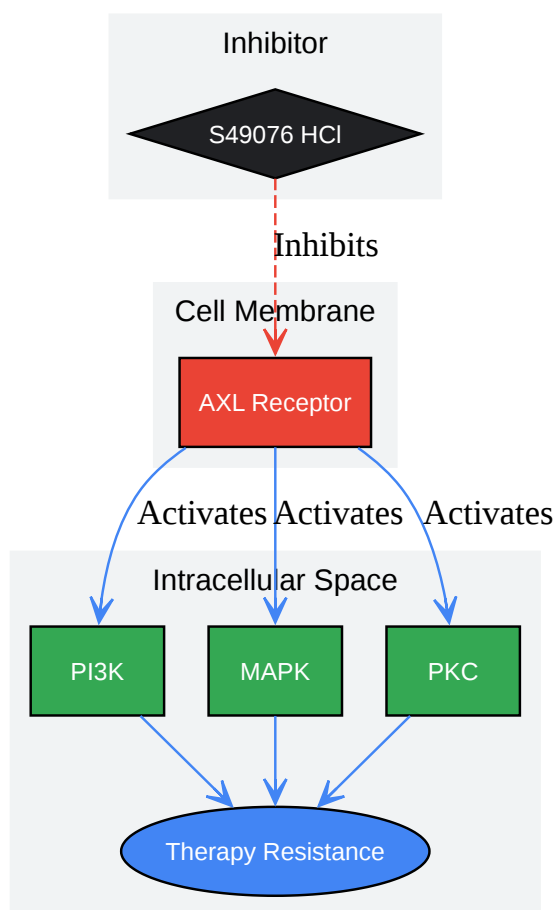 Inhibitor
S49076 HCl
Inhibits
Cell Membrane
AXL Receptor
Activates
Activates
Activates
Intracellular Space
PI3K
MAPK
PKC
Therapy Resistance